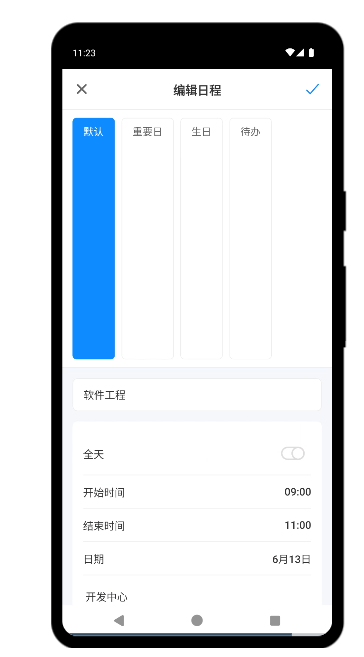 11:23
编辑日程
默认 重要日 生日 待办
软件工程
全天
开始时间 09:00
结束时间 11:00
日期 6月13日
开发中心